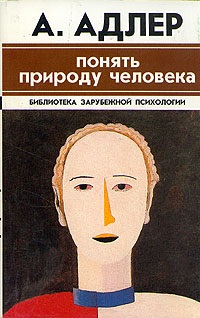 А. АДЛЕР
ПОНЯТЬ
ПРИРОДУ ЧЕЛОВЕКА
БИБЛИОТЕКА ЗАРУБЕЖНОЙ ПСИХОЛОГИИ